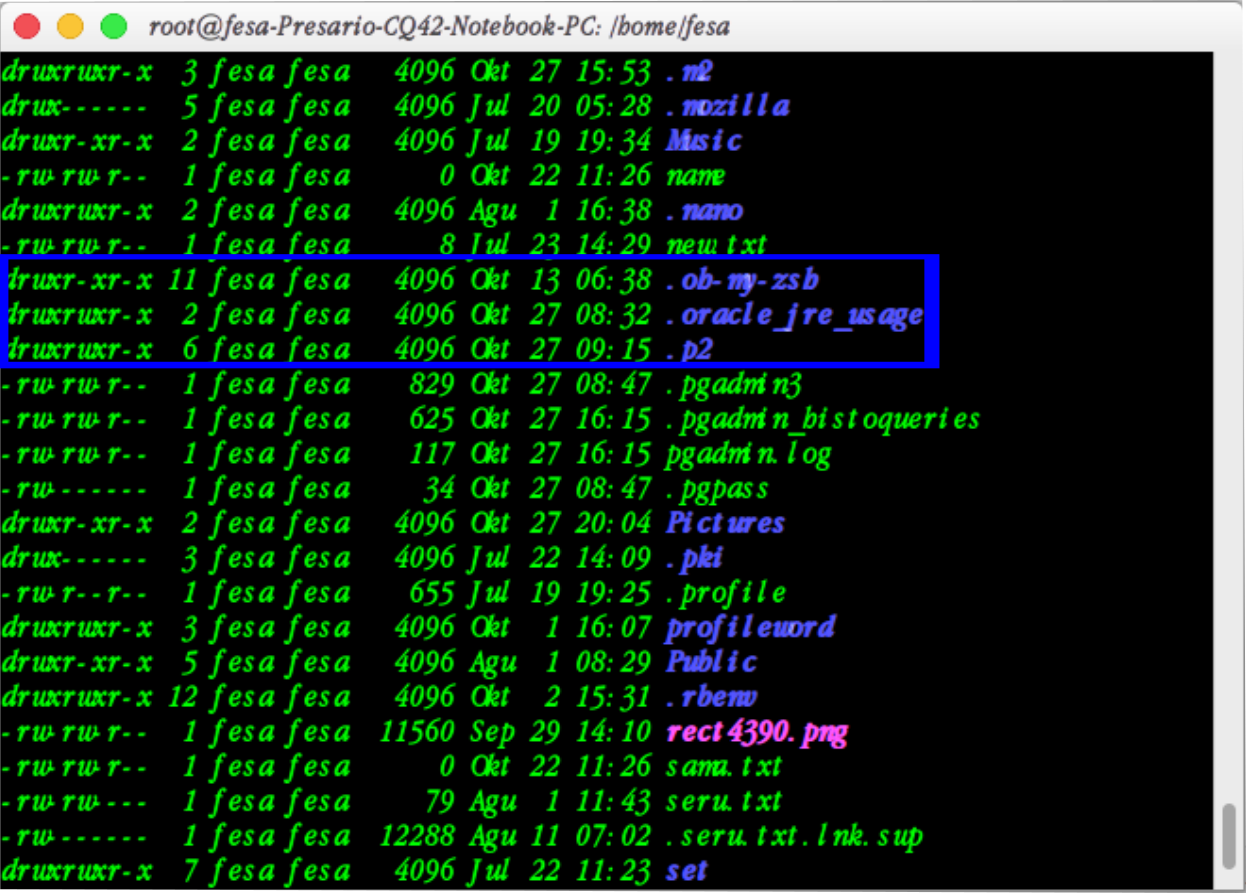 root@fesa-Presario-CQ42-Notebook-PC: /home/fesa
drwxrwxr-x 3 fesa fesa 4096 Okt 27 15:53 .m2
drwx------ 5 fesa fesa 4096 Jul 20 05:28 .mozilla
drwxr-xr-x 2 fesa fesa 4096 Jul 19 19:34 Music
-rw-rw-r-- 1 fesa fesa 0 Okt 22 11:26 name
drwxrwxr-x 2 fesa fesa 4096 Agu 1 16:38 .nano
-rw-rw-r-- 1 fesa fesa 8 Jul 23 14:29 new.txt
drwxr-xr-x 11 fesa fesa 4096 Okt 13 06:38 .oh-my-zsh
drwxrwxr-x 2 fesa fesa 4096 Okt 27 08:32 .oracle_jre_usage
drwxrwxr-x 6 fesa fesa 4096 Okt 27 09:15 .p2
-rw-rw-r-- 1 fesa fesa 829 Okt 27 08:47 .pgadmin3
-rw-rw-r-- 1 fesa fesa 625 Okt 27 16:15 .pgadmin_histoqueries
-rw-rw-r-- 1 fesa fesa 117 Okt 27 16:15 pgadmin.log
-rw------- 1 fesa fesa 34 Okt 27 08:47 .pgpass
drwxr-xr-x 2 fesa fesa 4096 Okt 27 20:04 Pictures
drwx------ 3 fesa fesa 4096 Jul 22 14:09 .pki
-rw-r--r-- 1 fesa fesa 655 Jul 19 19:25 .profile
drwxrwxr-x 3 fesa fesa 4096 Okt 1 16:07 profileword
drwxr-xr-x 5 fesa fesa 4096 Agu 1 08:29 Public
drwxrwxr-x 12 fesa fesa 4096 Okt 2 15:31 .rbenv
-rw-rw-r-- 1 fesa fesa 11560 Sep 29 14:10 rect4390.png
-rw-rw-r-- 1 fesa fesa 0 Okt 22 11:26 sama.txt
-rw-rw---- 1 fesa fesa 79 Agu 1 11:43 seru.txt
-rw------- 1 fesa fesa 12288 Agu 11 07:02 .seru.txt.lnk.swp
drwxrwxr-x 7 fesa fesa 4096 Jul 22 11:23 set